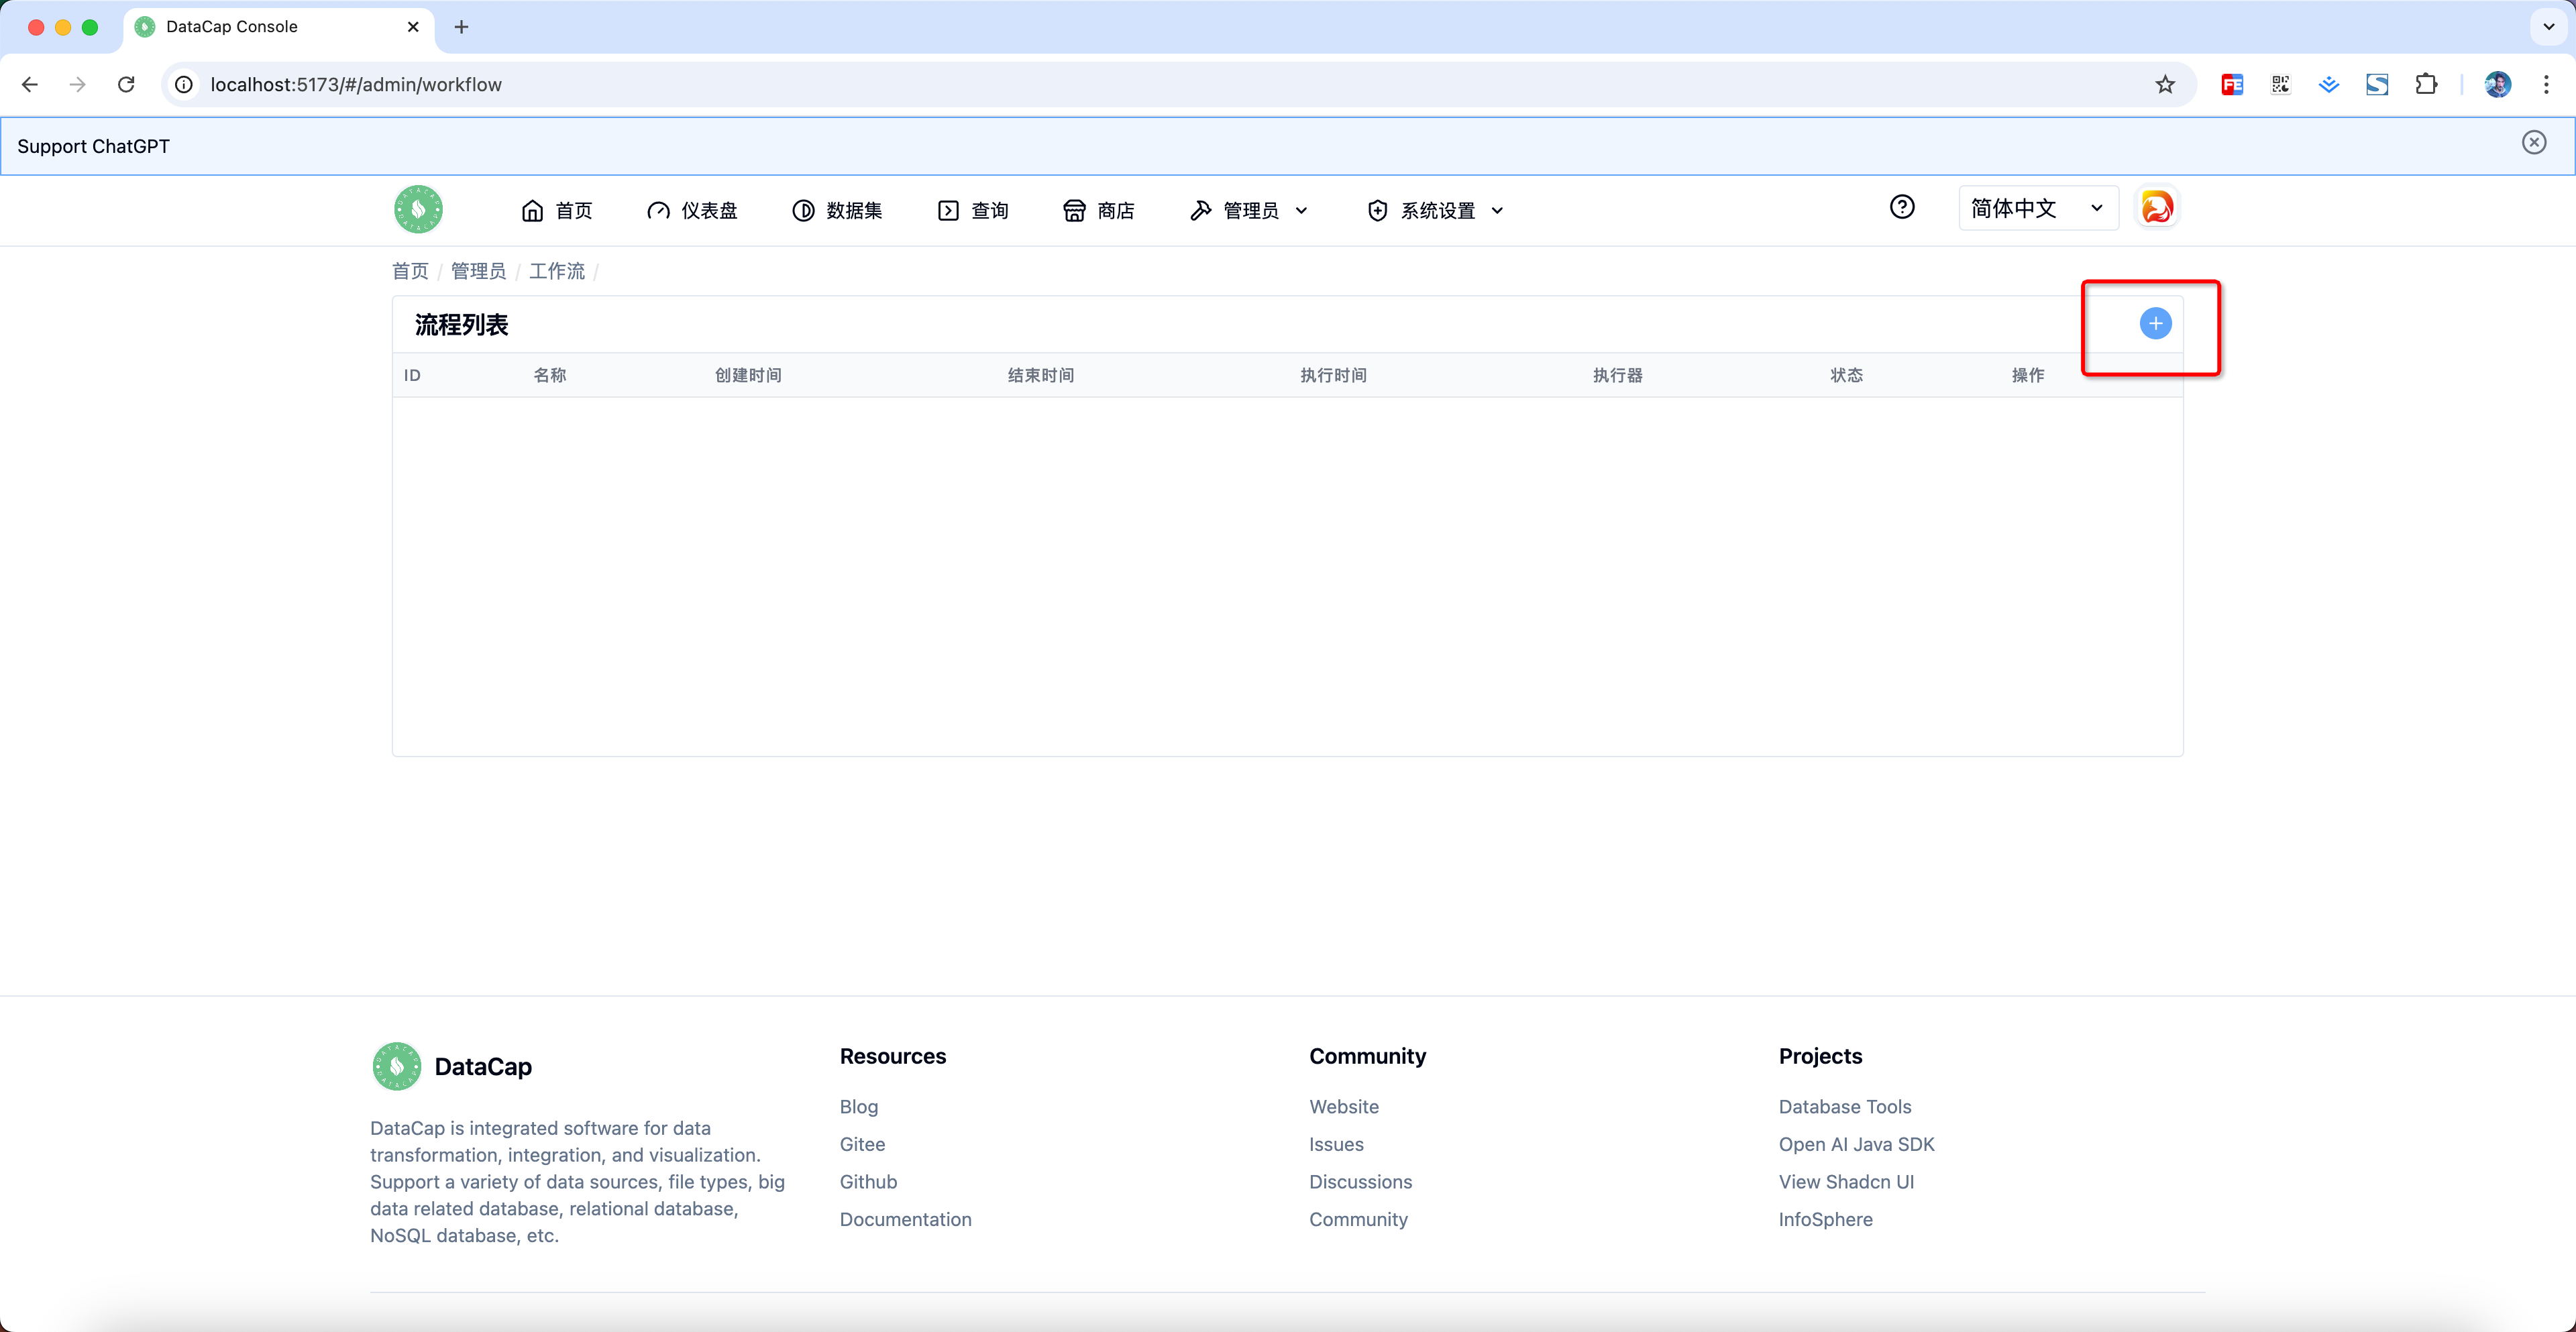 DataCap Console
localhost:5173/#/admin/workflow
Support ChatGPT
首页 仪表盘 数据集 查询 商店 管理员 系统设置 简体中文
首页 / 管理员 / 工作流 /
流程列表
ID 名称 创建时间 结束时间 执行时间 执行器 状态 操作
DataCap
DataCap is integrated software for data
transformation, integration, and visualization.
Support a variety of data sources, file types, big
data related database, relational database,
NoSQL database, etc.
Resources
Blog
Gitee
Github
Documentation
Community
Website
Issues
Discussions
Community
Projects
Database Tools
Open AI Java SDK
View Shadcn UI
InfoSphere